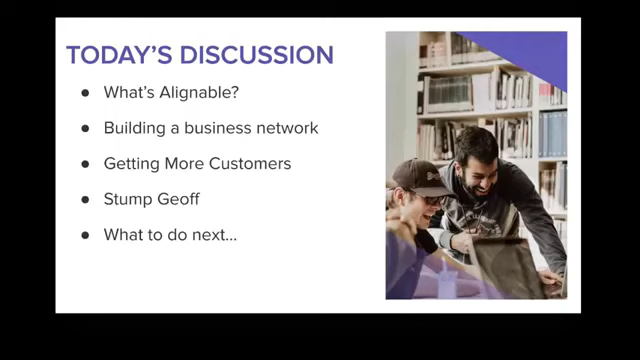 TODAY'S DISCUSSION
● What's Alignable?
● Building a business network
● Getting More Customers
● Stump Geoff
● What to do next...